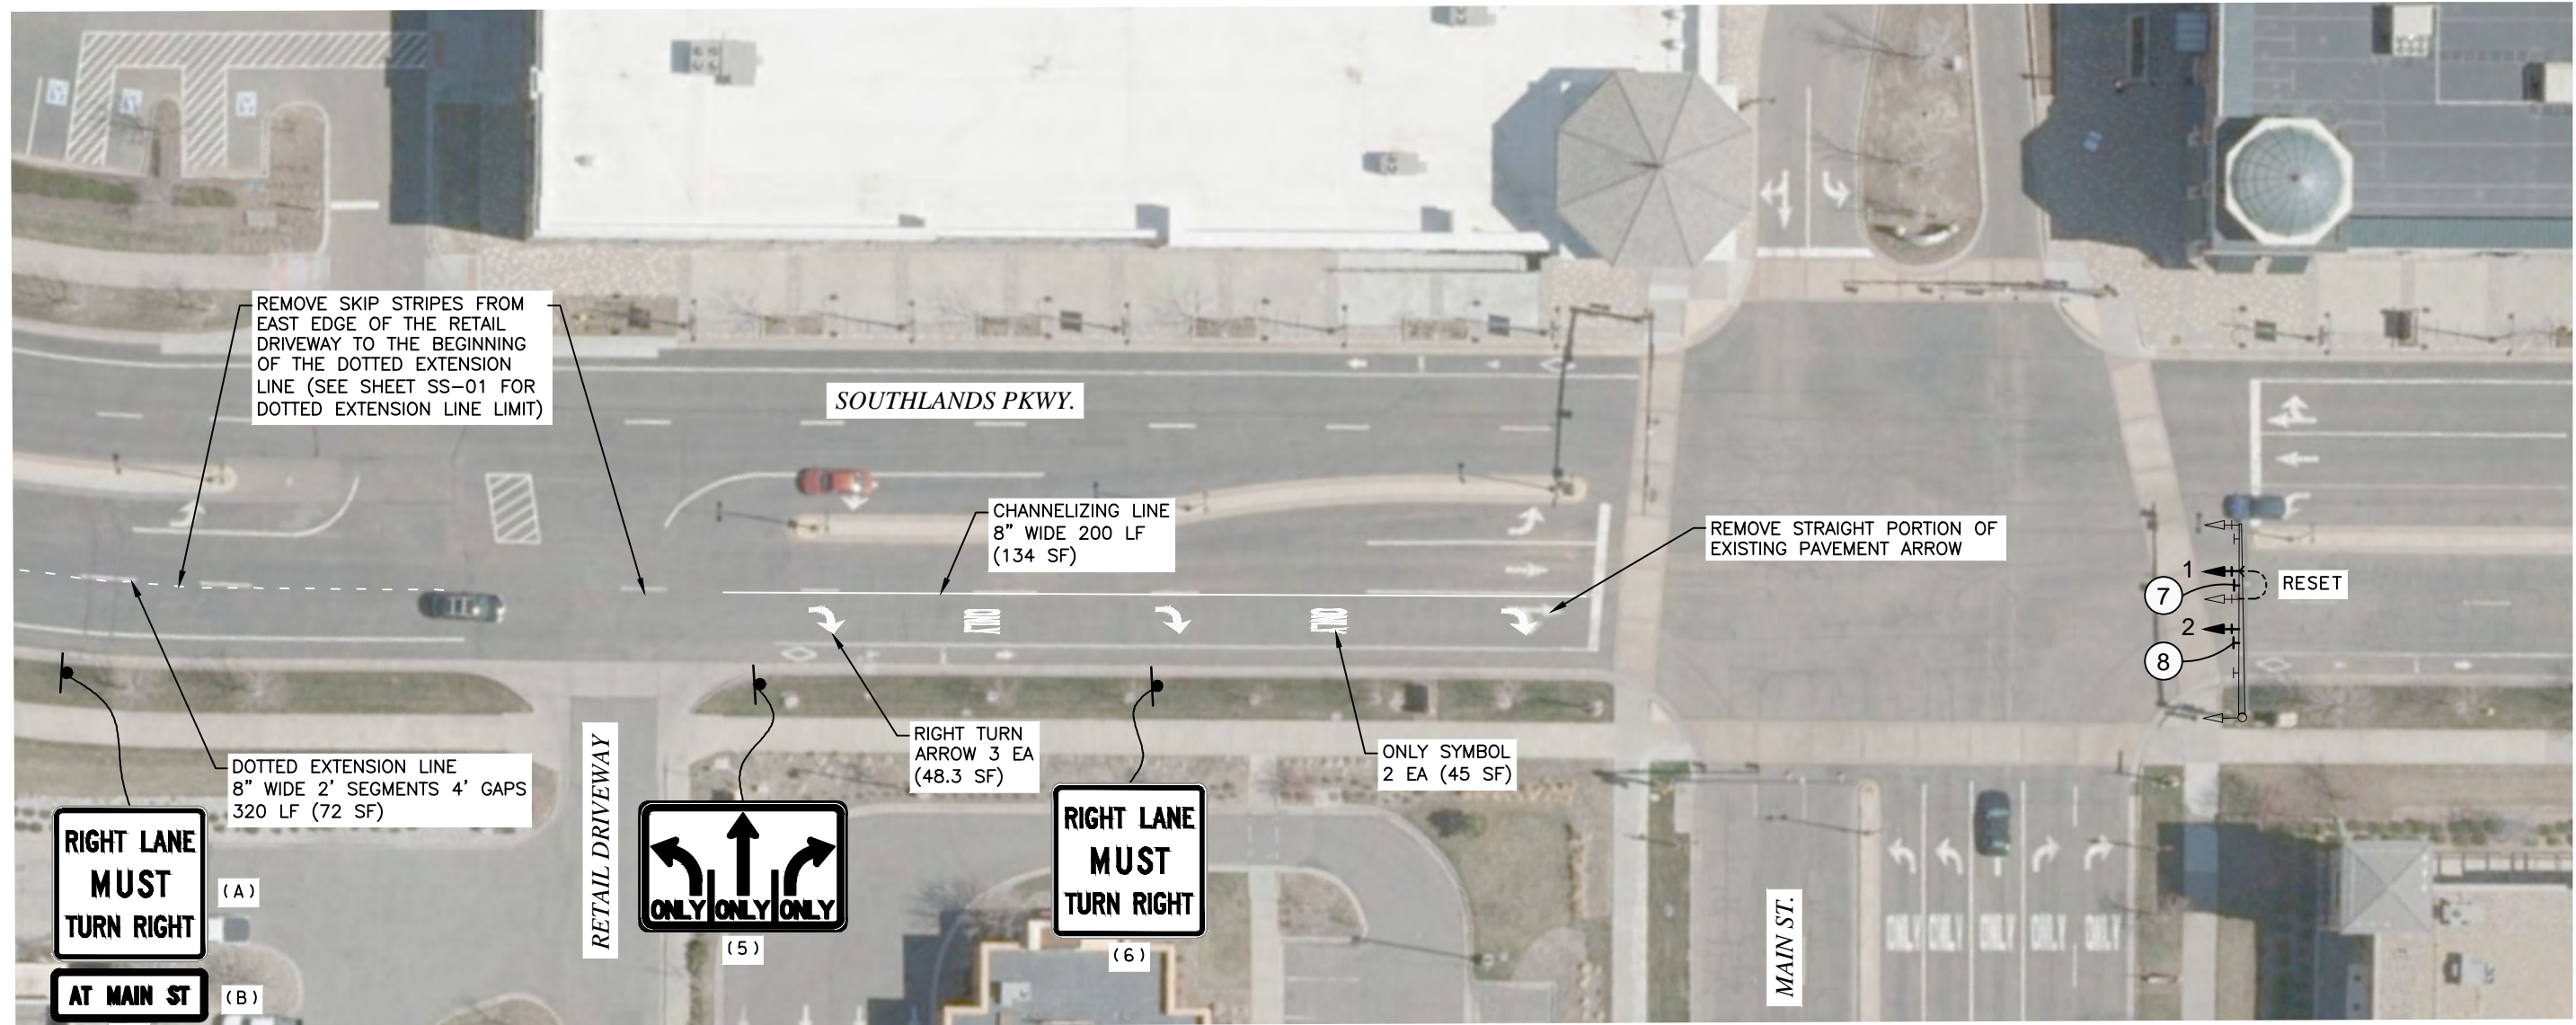 REMOVE SKIP STRIPES FROM
EAST EDGE OF THE RETAIL
DRIVEWAY TO THE BEGINNING
OF THE DOTTED EXTENSION
LINE (SEE SHEET SS-01 FOR
DOTTED EXTENSION LINE LIMIT)
SOUTHLANDS PKWY.
CHANNELIZING LINE
8" WIDE 200 LF
(134 SF)
REMOVE STRAIGHT PORTION OF
EXISTING PAVEMENT ARROW
1
7
RESET
2
8
ONLY
ONLY
DOTTED EXTENSION LINE
8" WIDE 2' SEGMENTS 4' GAPS
320 LF (72 SF)
RIGHT TURN
ARROW 3 EA
(48.3 SF)
ONLY SYMBOL
2 EA (45 SF)
RIGHT LANE
MUST
TURN RIGHT
(A)
AT MAIN ST
(B)
RETAIL DRIVEWAY
ONLY ONLY ONLY
(5)
RIGHT LANE
MUST
TURN RIGHT
(6)
MAIN ST.
ONLY ONLY ONLY ONLY ONLY